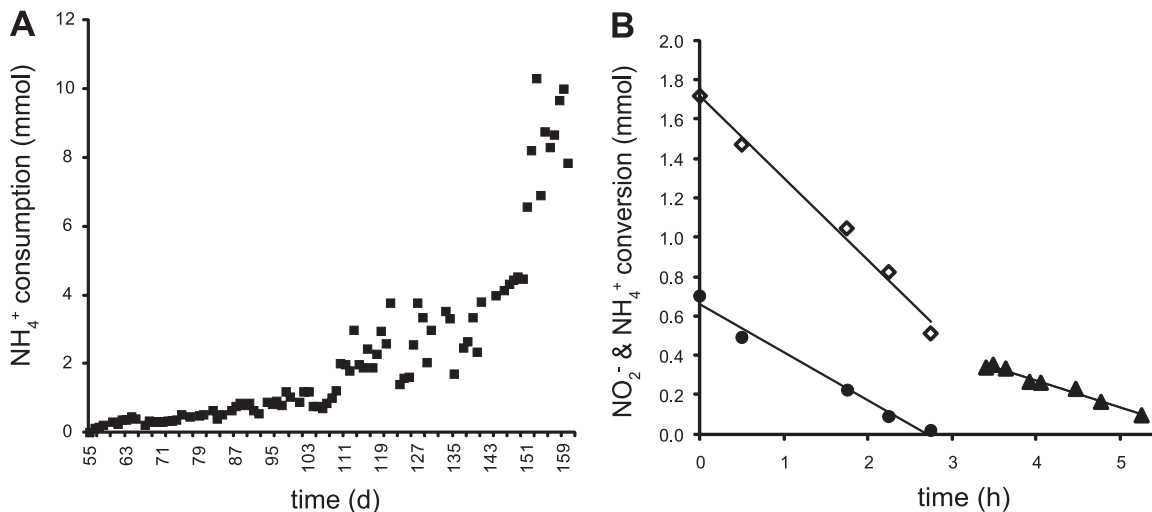 A
NH₄⁺ consumption (mmol)
12
10
8
6
4
2
0
55 63 71 79 87 95 103 111 119 127 135 143 151 159
time (d)
B
NO₂- & NH₄⁺ conversion (mmol)
2.0
1.8
1.6
1.4
1.2
1.0
0.8
0.6
0.4
0.2
0.0
0 1 2 3 4 5
time (h)